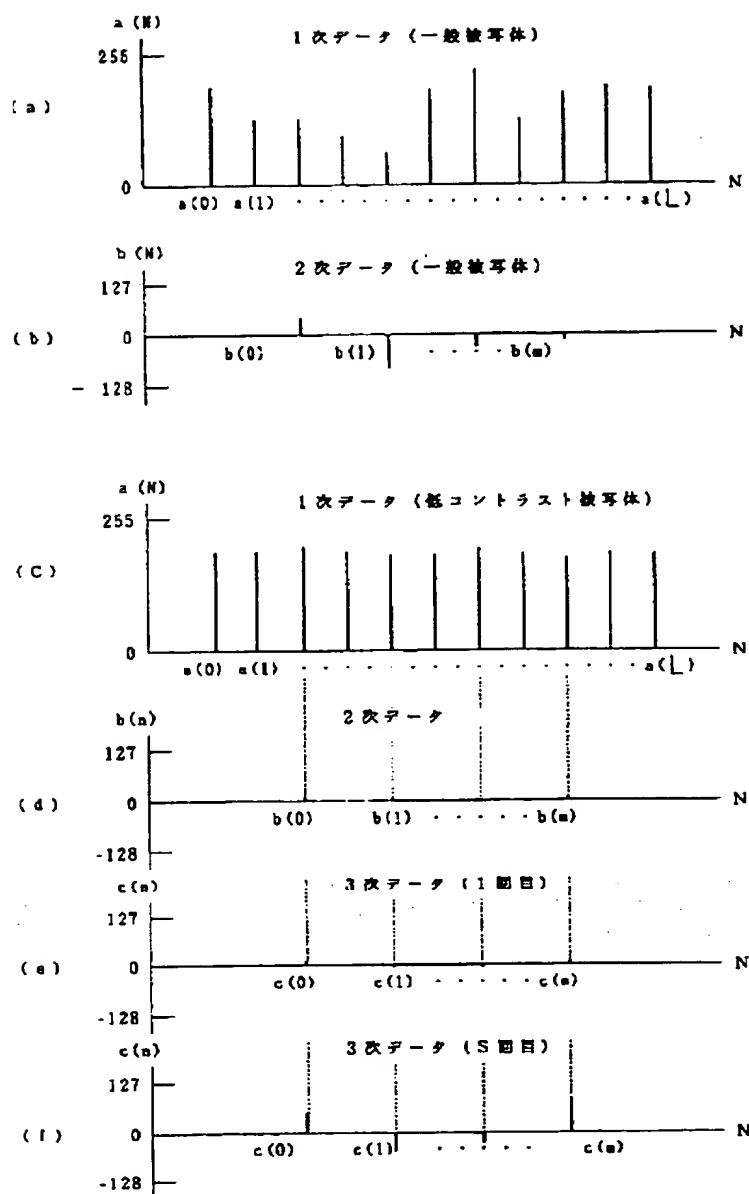 a(N)
1次データ(一般被写体)
255
(a)
0
N
a(0) a(1) · · · · · · · · · · · · · · · · a(L)
b(N)
2次データ(一般被写体)
127
(b)
0
N
b(0) b(1) · · · · b(m)
- 128
a(N)
1次データ(低コントラスト被写体)
255
(C)
0
N
a(0) a(1) · · · · · · · · · · · · · · · · a(L)
b(n)
2次データ
127
(d)
0
N
b(0) b(1) · · · · · · b(m)
-128
c(n)
3次データ(1回目)
127
(e)
0
N
c(0) c(1) · · · · · · c(m)
-128
c(n)
3次データ(S回目)
127
(f)
0
N
c(0) c(1) · · · · c(m)
-128